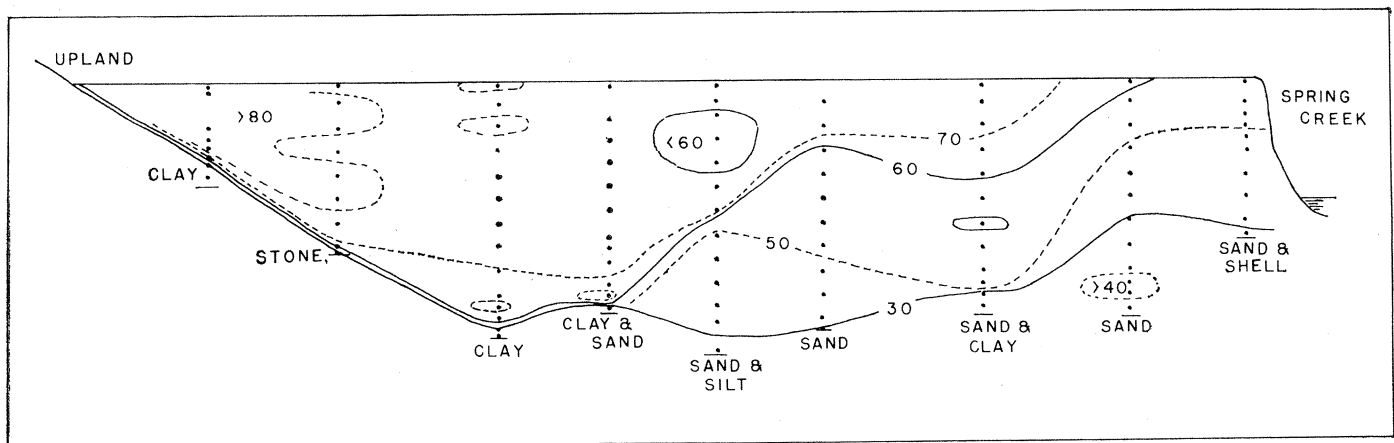 UPLAND
>80
<60
70
60
SPRING
CREEK
CLAY
STONE,
50
>40
30
SAND &
SHELL
CLAY &
SAND
CLAY
SAND &
SILT
SAND
SAND &
CLAY
SAND